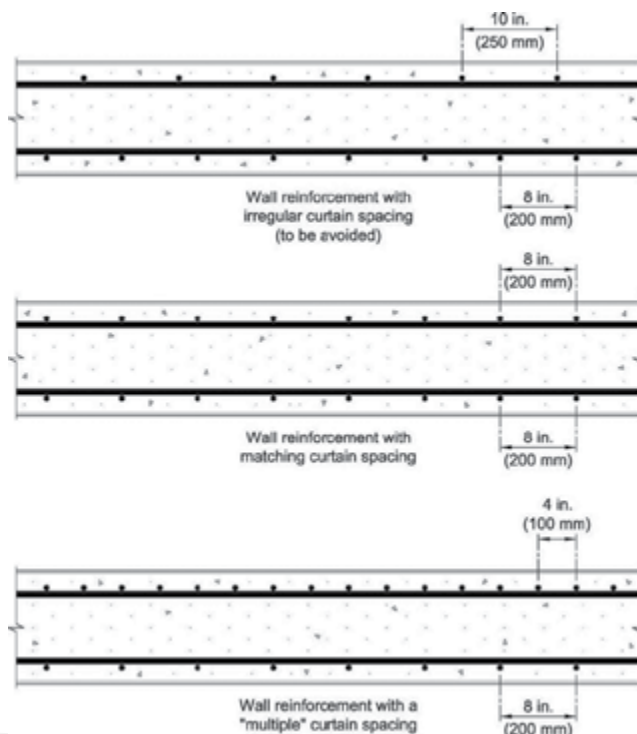 10 in.
(250 mm)
Wall reinforcement with
irregular curtain spacing
(to be avoided)
8 in.
(200 mm)
8 in.
(200 mm)
Wall reinforcement with
matching curtain spacing
8 in.
(200 mm)
4 in.
(100 mm)
Wall reinforcement with a
"multiple" curtain spacing
8 in.
(200 mm)